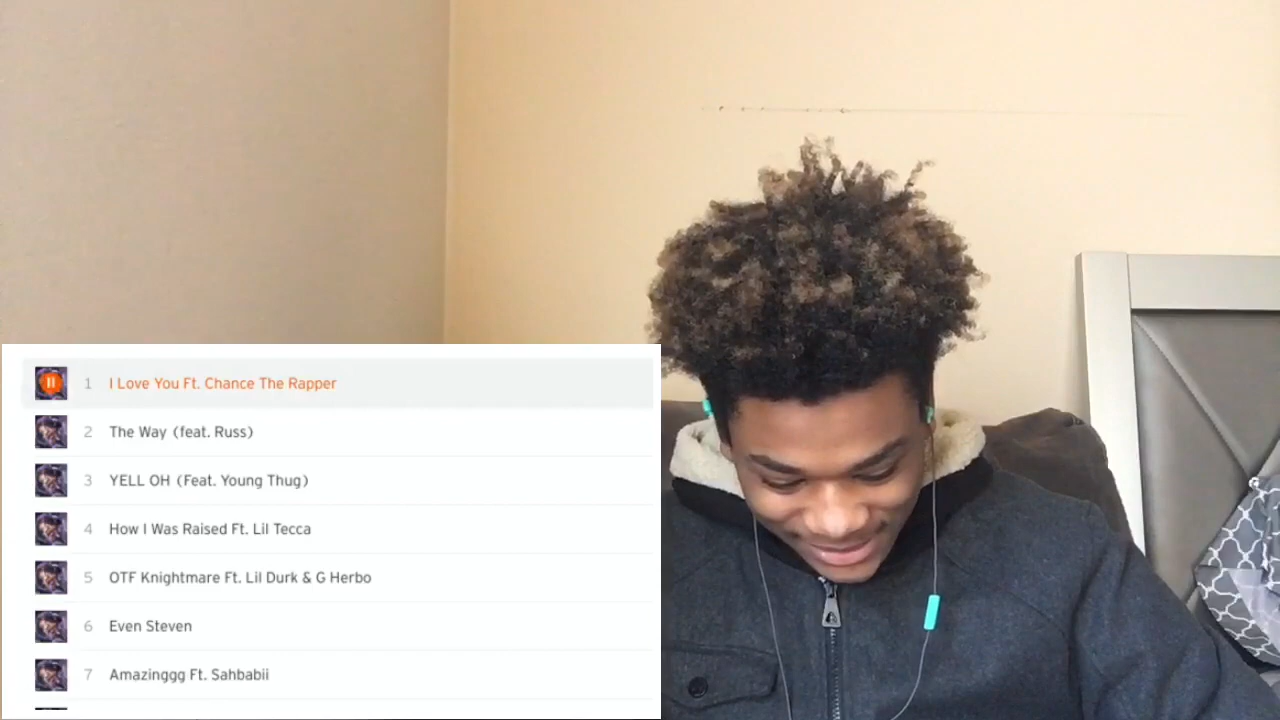 1 I Love You Ft. Chance The Rapper
2 The Way (feat. Russ)
3 YELL OH (Feat. Young Thug)
4 How I Was Raised Ft. Lil Tecca
5 OTF Knightmare Ft. Lil Durk & G Herbo
6 Even Steven
7 Amazinggg Ft. Sahbabii